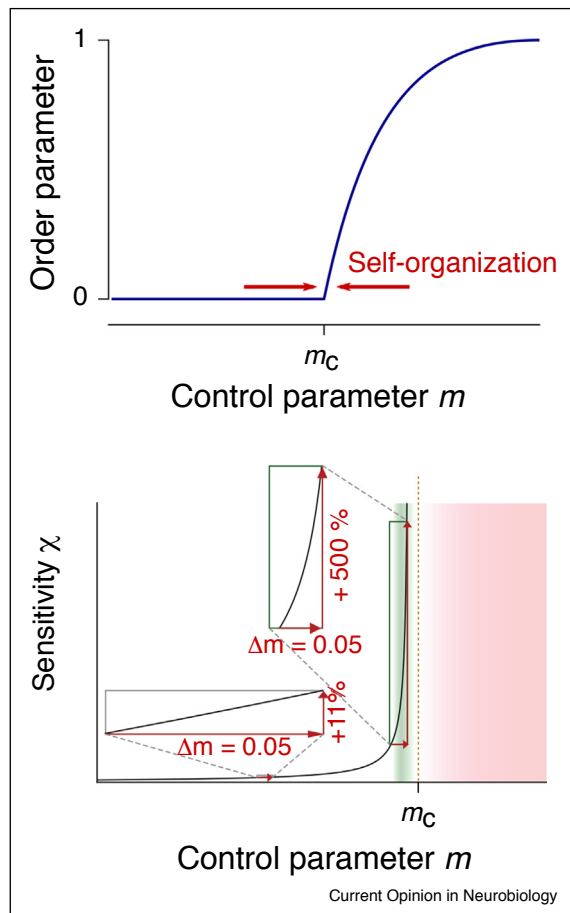 1
Order parameter
Self-organization
0
mc
Control parameter m
Sensitivity χ
+ 500 %
Δm = 0.05
+11%
Δm = 0.05
mc
Control parameter m
Current Opinion in Neurobiology